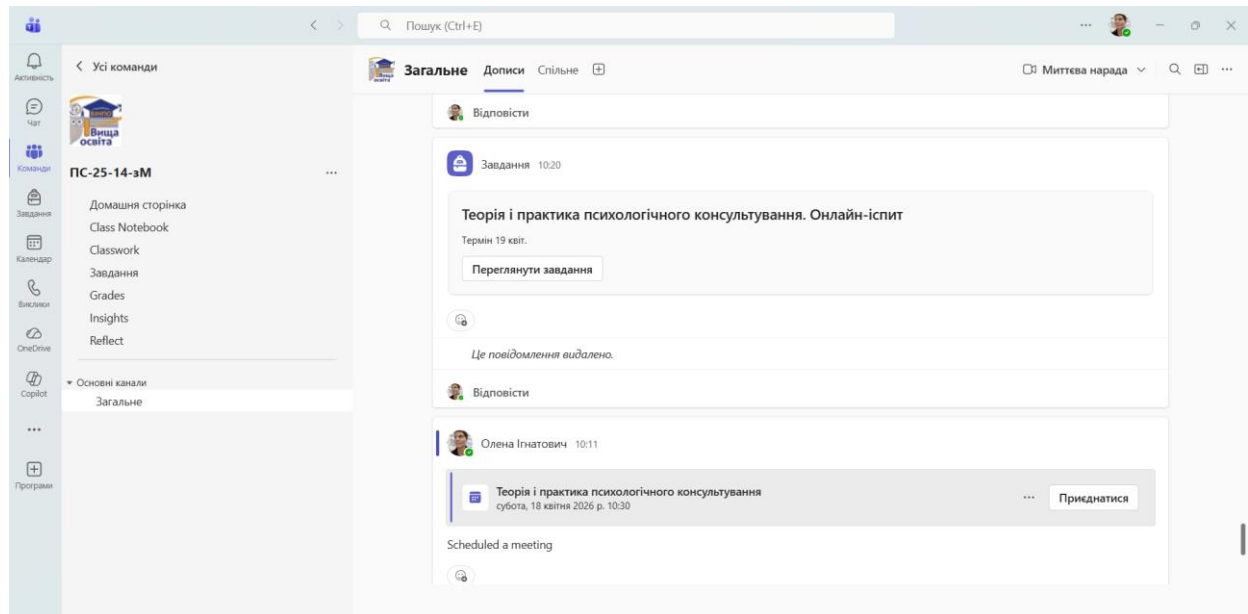 Пошук (Ctrl+E)
Активність
Чат
Команди
Завдання
Календар
Виклики
OneDrive
Copilot
Програми
Усі команди
Вища
освіта
ПС-25-14-зМ
Домашня сторінка
Class Notebook
Classwork
Завдання
Grades
Insights
Reflect
Основні канали
Загальне
Загальне Дописи Спільне
Миттєва нарада
Відповісти
Завдання 10:20
Теорія і практика психологічного консультування. Онлайн-іспит
Термін 19 квіт.
Переглянути завдання
Це повідомлення видалено.
Відповісти
Олена Ігнатович 10:11
Теорія і практика психологічного консультування
субота, 18 квітня 2026 р. 10:30
Приєднатися
Scheduled a meeting